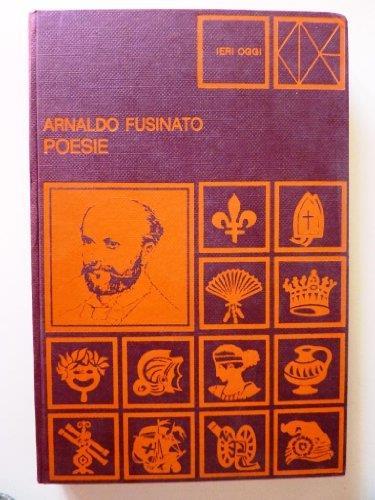 IERI OGGI
ARNALDO FUSINATO
POESIE